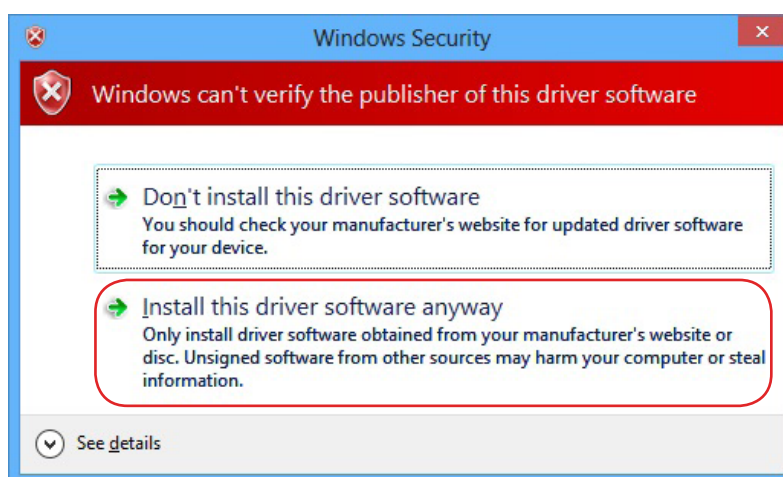 Windows Security
Windows can't verify the publisher of this driver software
Don't install this driver software
You should check your manufacturer's website for updated driver software
for your device.
Install this driver software anyway
Only install driver software obtained from your manufacturer's website or
disc. Unsigned software from other sources may harm your computer or steal
information.
See details